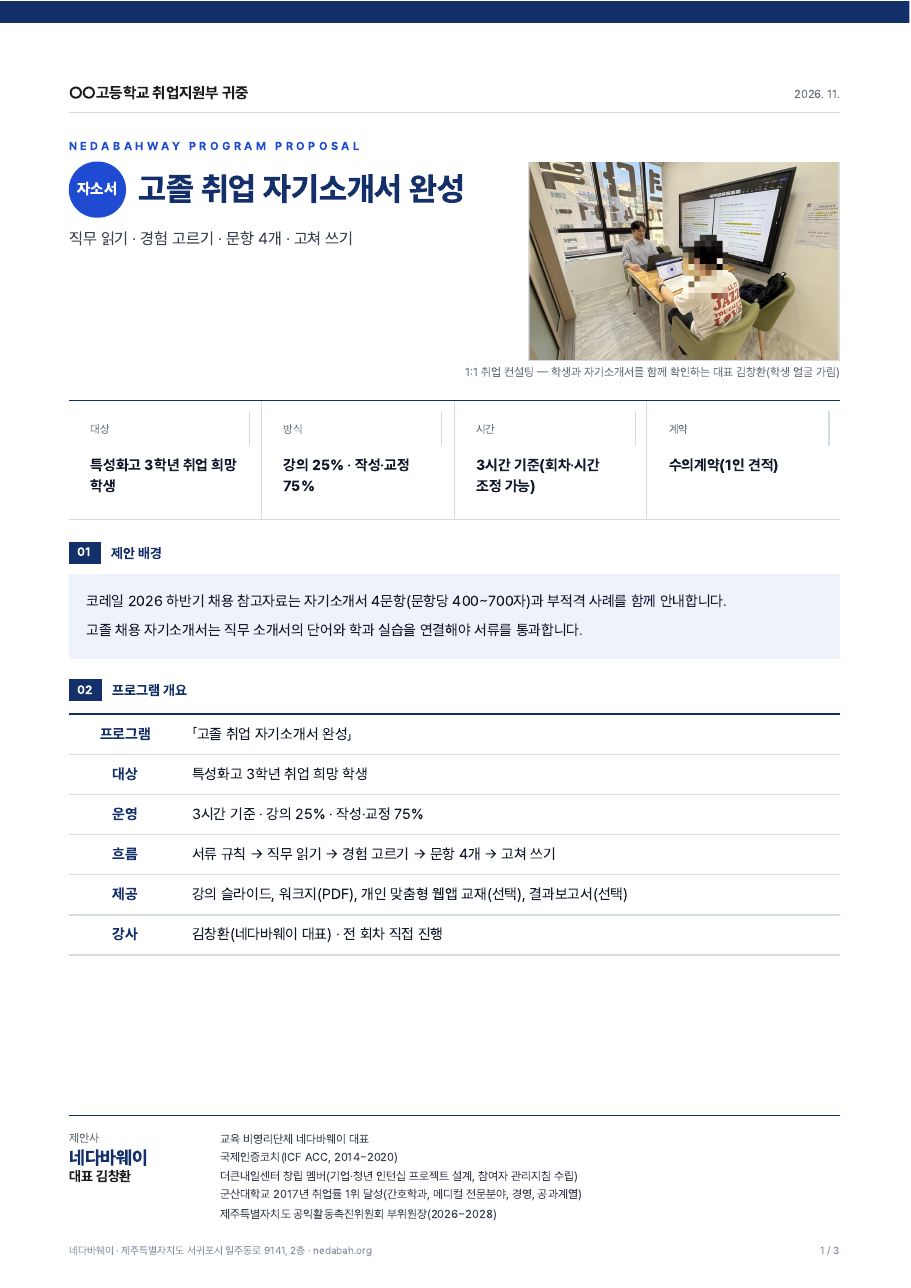 〇〇고등학교 취업지원부 귀중
2026. 11.
NEDABAHWAY PROGRAM PROPOSAL
자소서
고졸 취업 자기소개서 완성
직무 읽기 · 경험 고르기 · 문항 4개 · 고쳐 쓰기
1:1 취업 컨설팅 — 학생과 자기소개서를 함께 확인하는 대표 김창환(학생 얼굴 가림)
대상
특성화고 3학년 취업 희망
학생
방식
강의 25% · 작성·교정
75%
시간
3시간 기준(회차·시간
조정 가능)
계약
수의계약(1인 견적)
01 제안 배경
코레일 2026 하반기 채용 참고자료는 자기소개서 4문항(문항당 400~700자)과 부적격 사례를 함께 안내합니다.
고졸 채용 자기소개서는 직무 소개서의 단어와 학과 실습을 연결해야 서류를 통과합니다.
02 프로그램 개요
프로그램 「고졸 취업 자기소개서 완성」
대상 특성화고 3학년 취업 희망 학생
운영 3시간 기준 · 강의 25% · 작성·교정 75%
흐름 서류 규칙 → 직무 읽기 → 경험 고르기 → 문항 4개 → 고쳐 쓰기
제공 강의 슬라이드, 워크지(PDF), 개인 맞춤형 웹앱 교재(선택), 결과보고서(선택)
강사 김창환(네다바웨이 대표) · 전 회차 직접 진행
제안사
네다바웨이
대표 김창환
교육 비영리단체 네다바웨이 대표
국제인증코치(ICF ACC, 2014~2020)
더큰내일센터 창립 멤버(기업·청년 인턴십 프로젝트 설계, 참여자 관리지침 수립)
군산대학교 2017년 취업률 1위 달성(간호학과, 메디컬 전문분야, 경영, 공과계열)
제주특별자치도 공익활동촉진위원회 부위원장(2026~2028)
네다바웨이 · 제주특별자치도 서귀포시 일주동로 9141, 2층 · nedabah.org
1 / 3